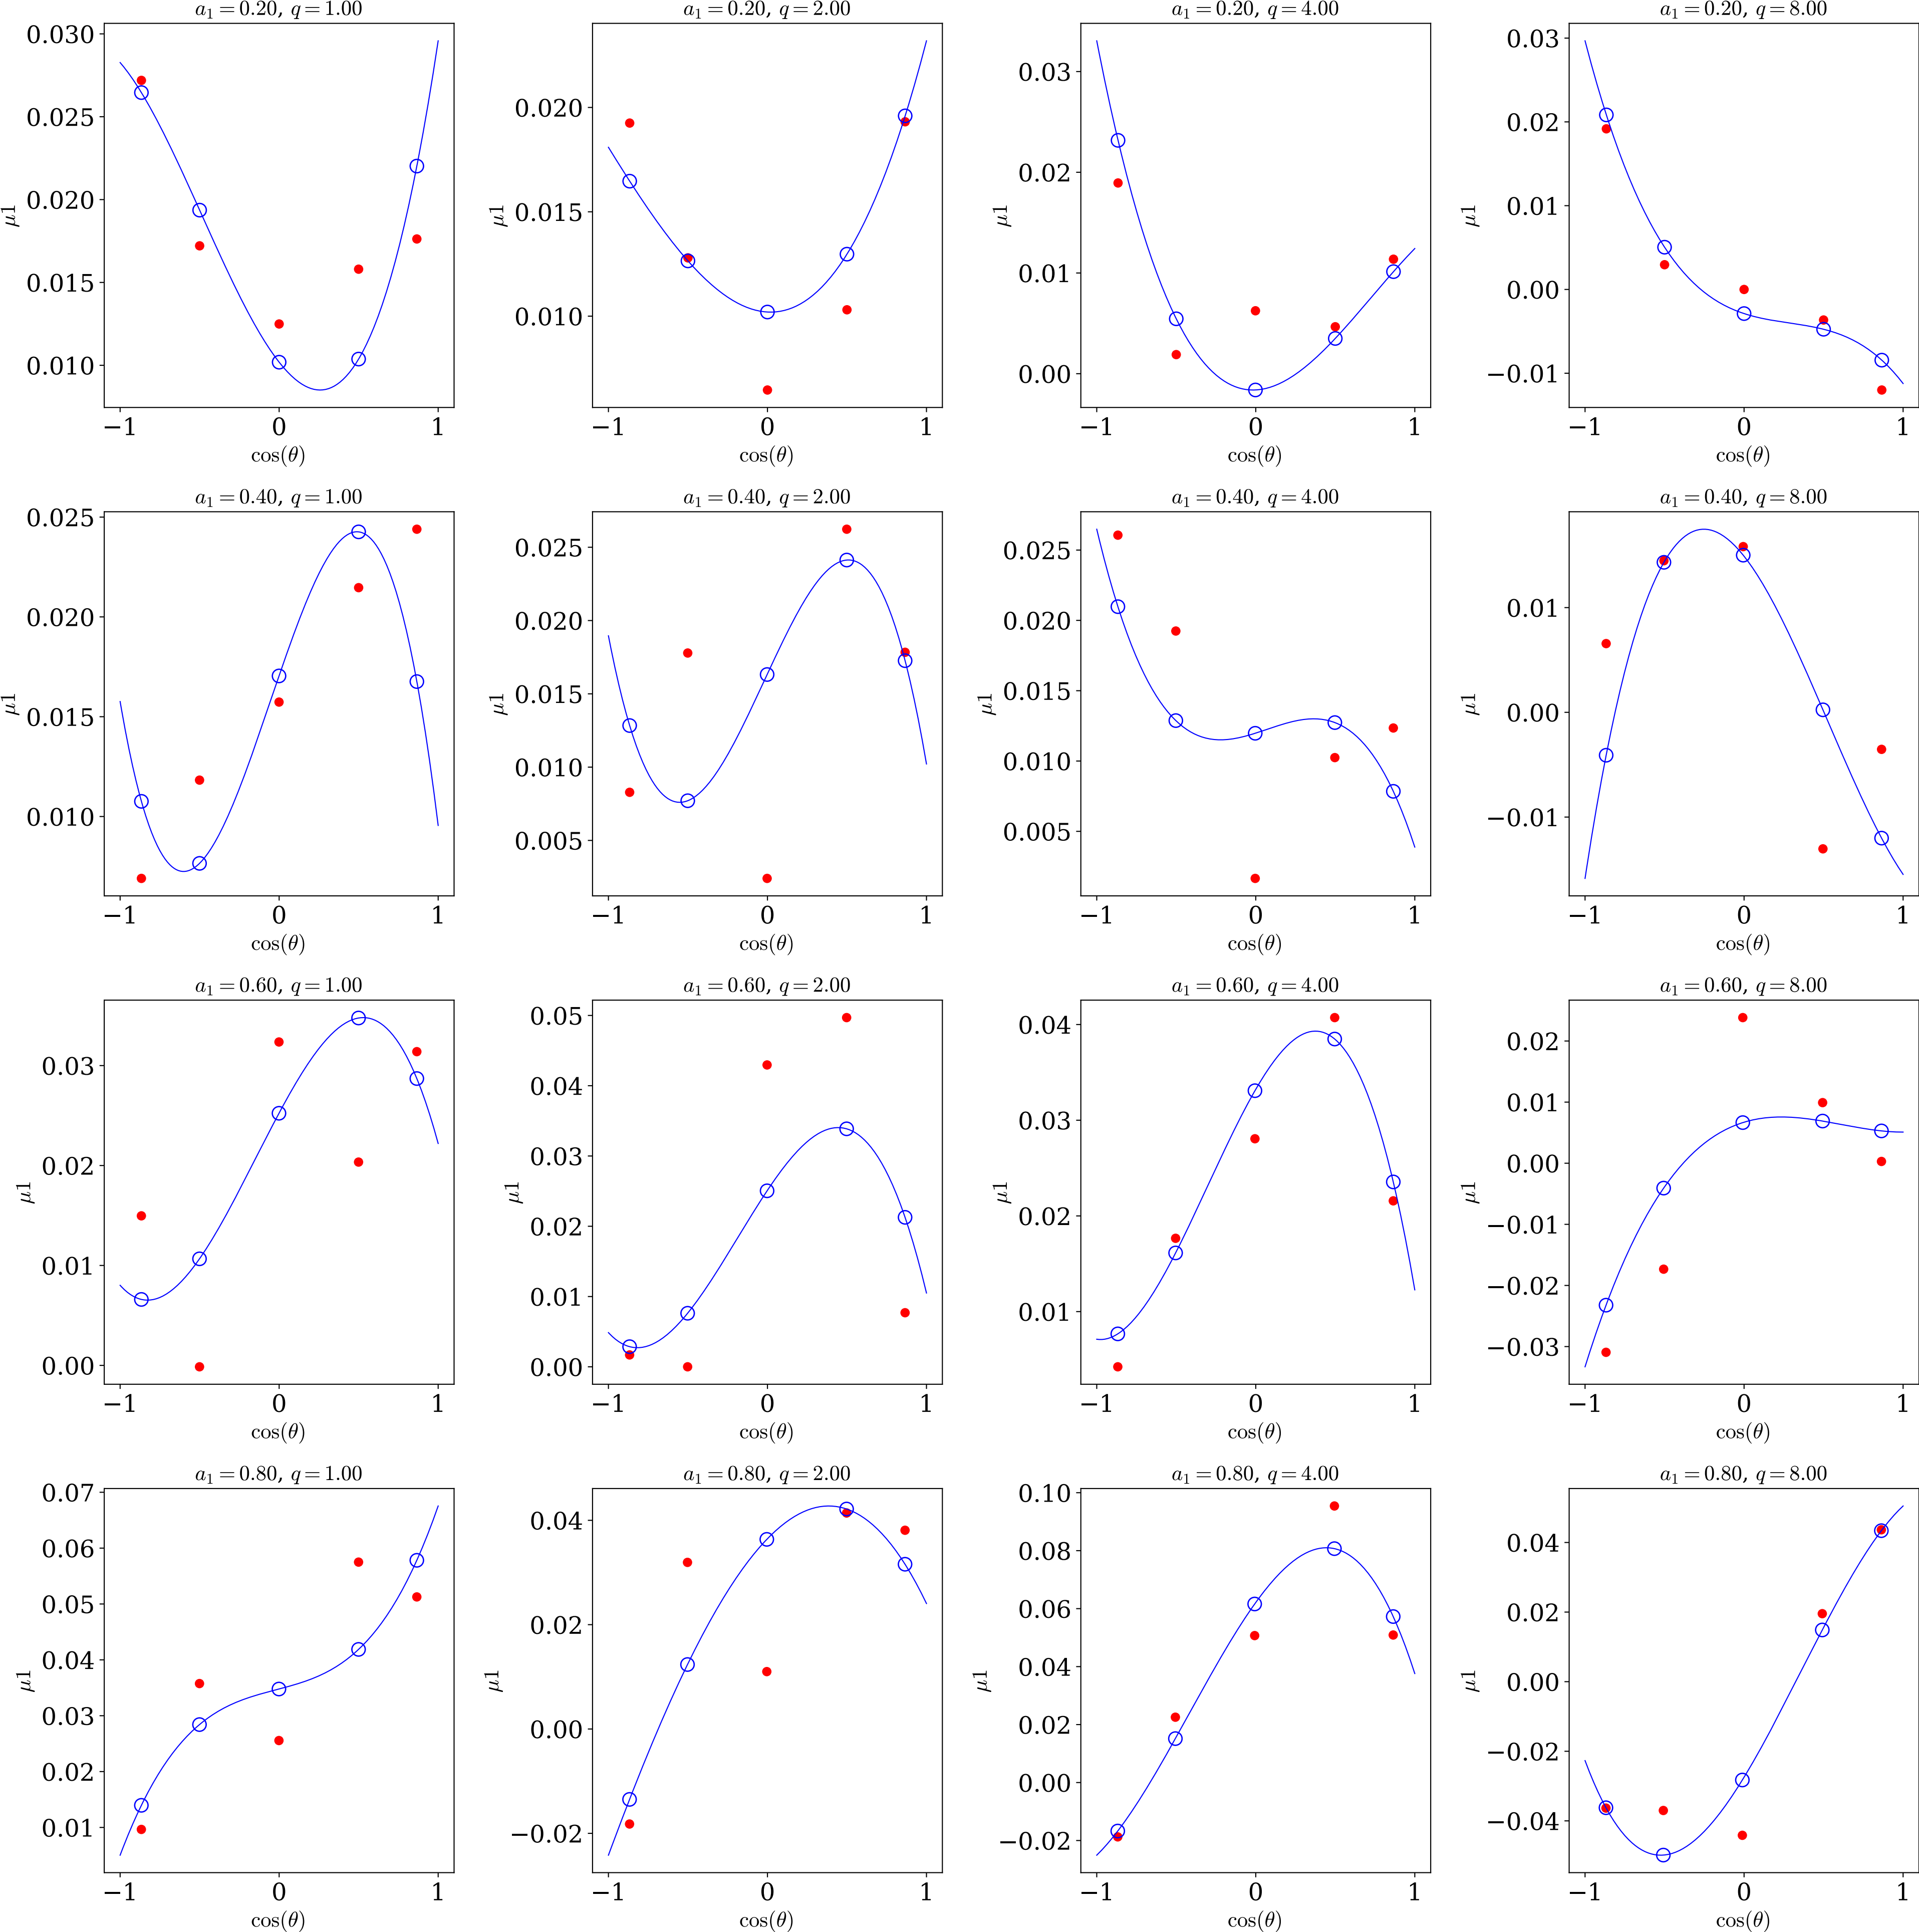 a₁ = 0.20, q = 1.00
a₁ = 0.20, q = 2.00
a₁ = 0.20, q = 4.00
a₁ = 0.20, q = 8.00
0.030
0.025
0.020
0.015
0.010
μ1
−1 0 1
cos(θ)
0.020
0.015
0.010
μ1
−1 0 1
cos(θ)
0.03
0.02
0.01
0.00
μ1
−1 0 1
cos(θ)
0.03
0.02
0.01
0.00
−0.01
μ1
−1 0 1
cos(θ)
a₁ = 0.40, q = 1.00
a₁ = 0.40, q = 2.00
a₁ = 0.40, q = 4.00
a₁ = 0.40, q = 8.00
0.025
0.020
0.015
0.010
μ1
−1 0 1
cos(θ)
0.025
0.020
0.015
0.010
0.005
μ1
−1 0 1
cos(θ)
0.025
0.020
0.015
0.010
0.005
μ1
−1 0 1
cos(θ)
0.01
0.00
−0.01
μ1
−1 0 1
cos(θ)
a₁ = 0.60, q = 1.00
a₁ = 0.60, q = 2.00
a₁ = 0.60, q = 4.00
a₁ = 0.60, q = 8.00
0.03
0.02
0.01
0.00
μ1
−1 0 1
cos(θ)
0.05
0.04
0.03
0.02
0.01
0.00
μ1
−1 0 1
cos(θ)
0.04
0.03
0.02
0.01
μ1
−1 0 1
cos(θ)
0.02
0.01
0.00
−0.01
−0.02
−0.03
μ1
−1 0 1
cos(θ)
a₁ = 0.80, q = 1.00
a₁ = 0.80, q = 2.00
a₁ = 0.80, q = 4.00
a₁ = 0.80, q = 8.00
0.07
0.06
0.05
0.04
0.03
0.02
0.01
μ1
−1 0 1
cos(θ)
0.04
0.02
0.00
−0.02
μ1
−1 0 1
cos(θ)
0.10
0.08
0.06
0.04
0.02
0.00
−0.02
μ1
−1 0 1
cos(θ)
0.04
0.02
0.00
−0.02
−0.04
μ1
−1 0 1
cos(θ)